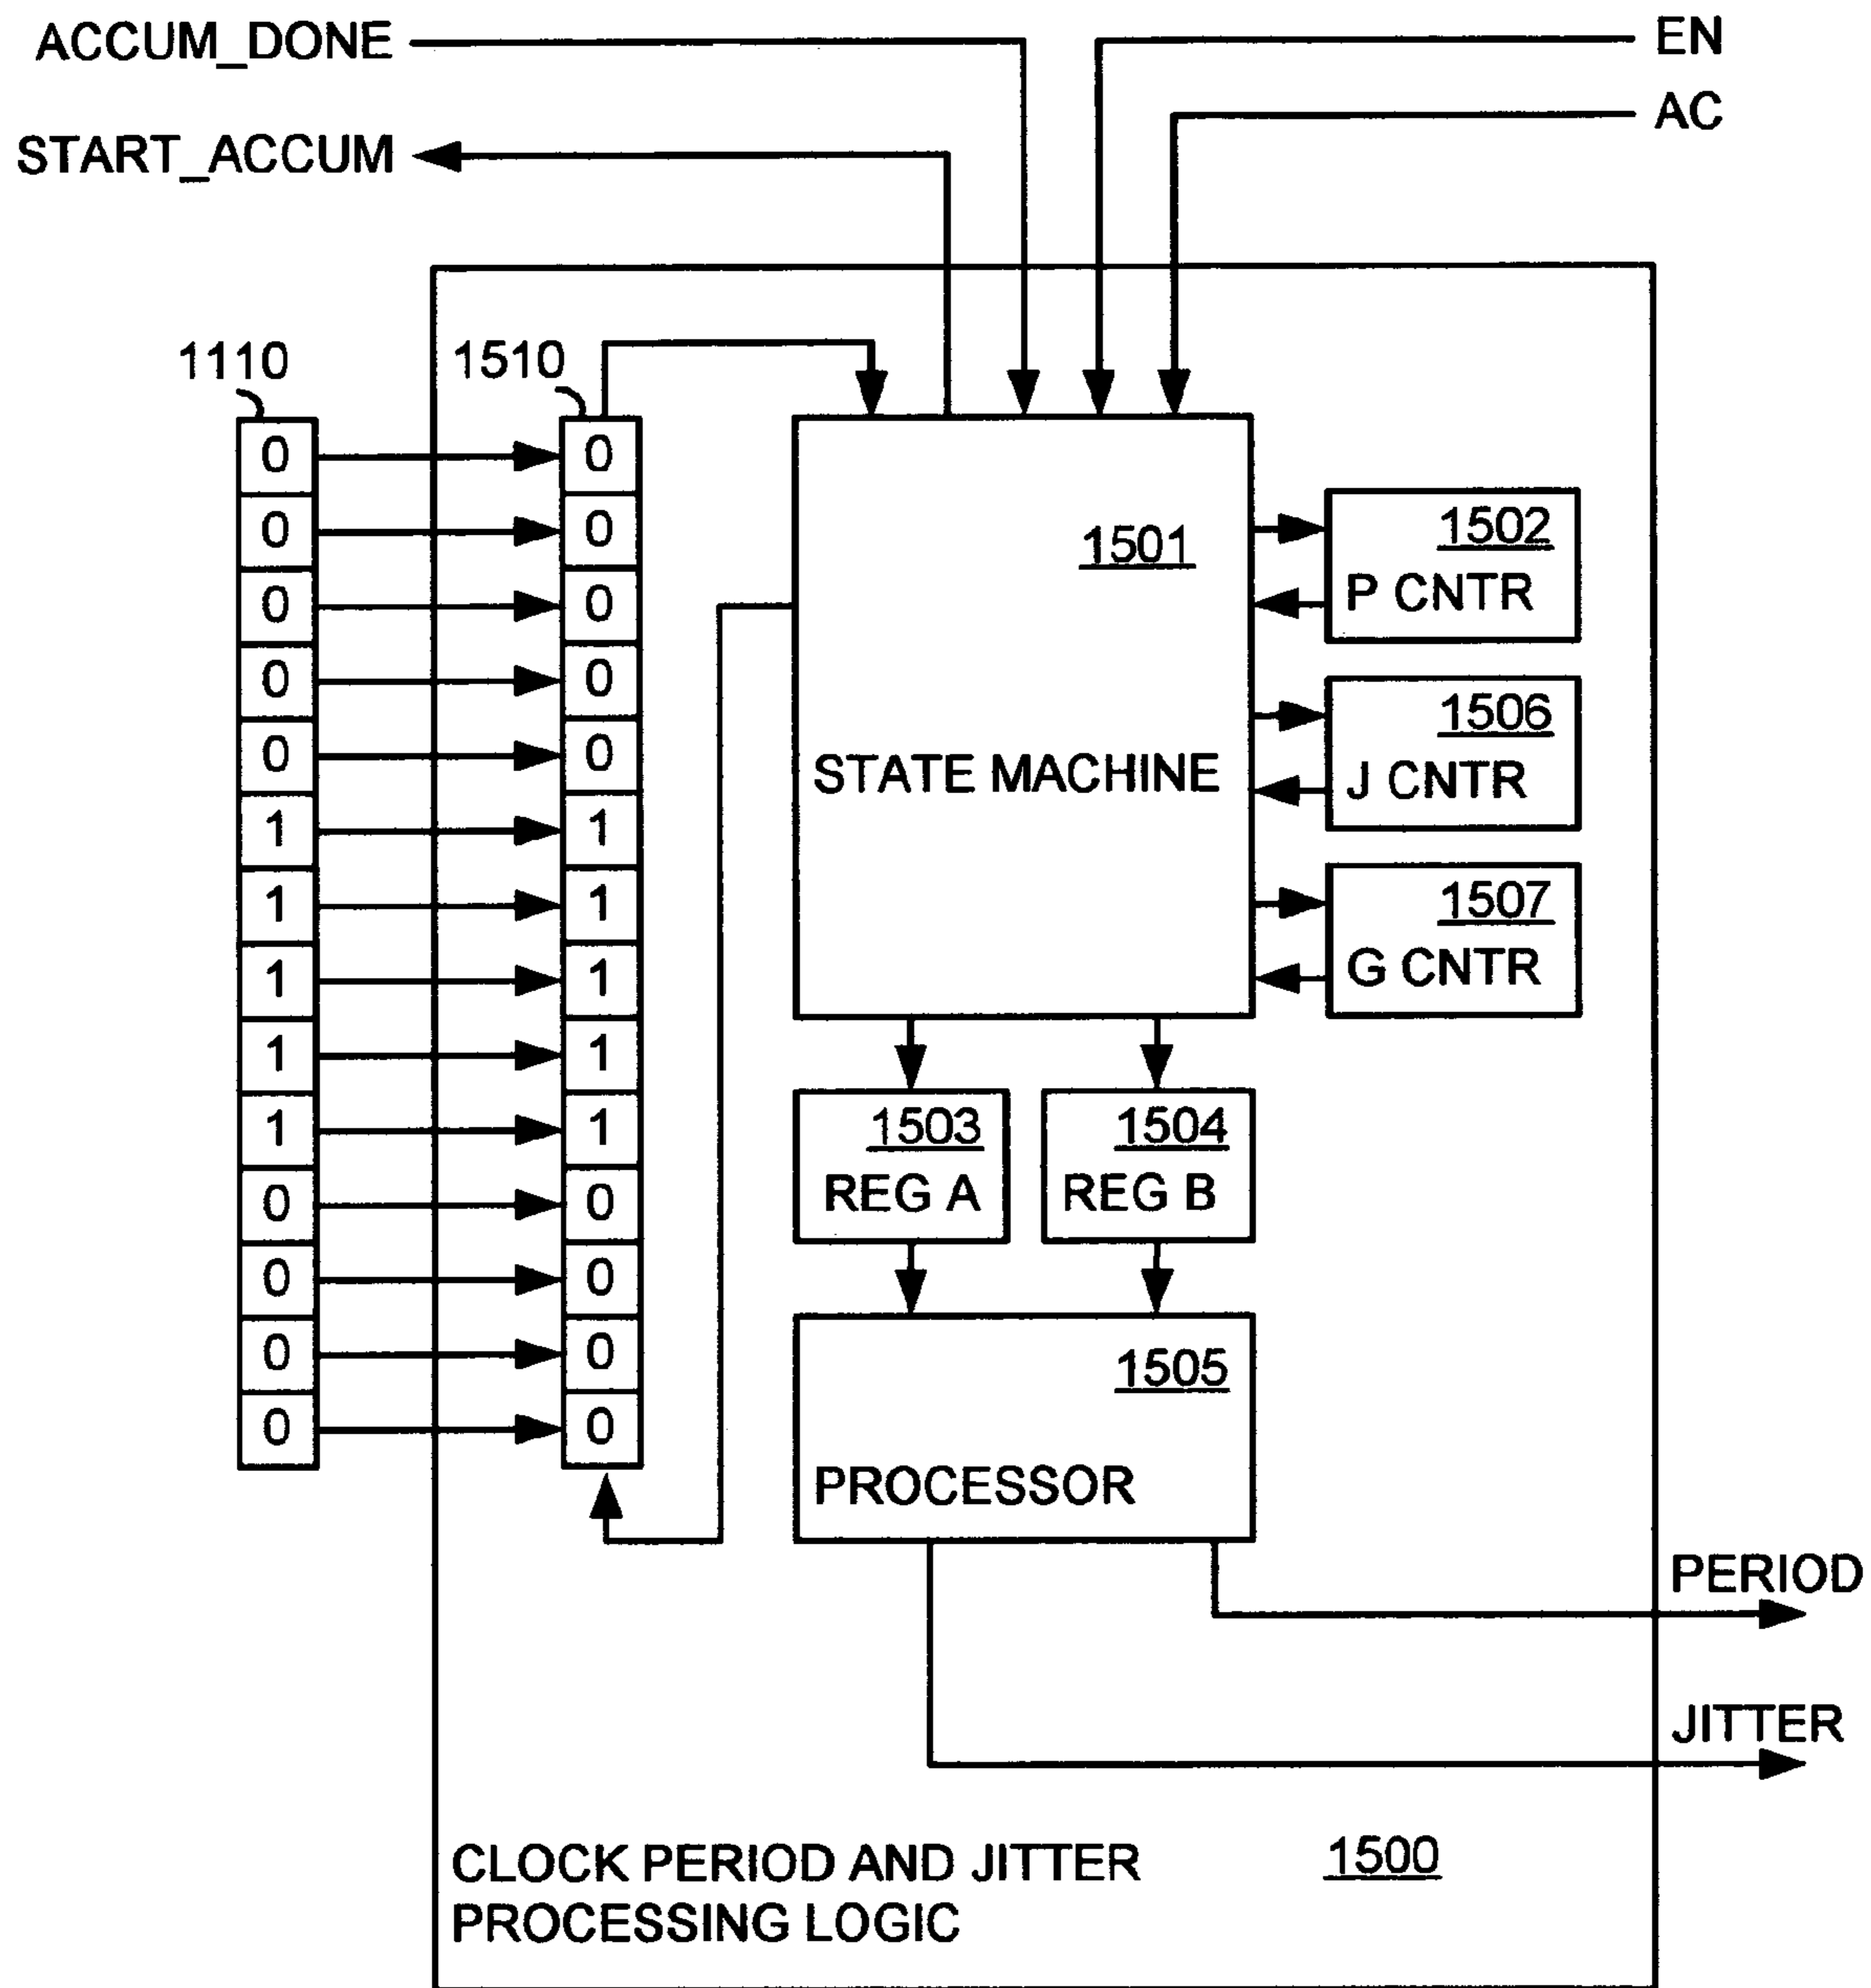 ACCUM_DONE
EN
AC
START_ACCUM
1110
1510
0 0
0 0
0 0
0 0
0 0
1 1
1 1
1 1
1 1
1 1
0 0
0 0
0 0
0 0
1501
STATE MACHINE
1502
P CNTR
1506
J CNTR
1507
G CNTR
1503
REG A
1504
REG B
1505
PROCESSOR
PERIOD
JITTER
CLOCK PERIOD AND JITTER
PROCESSING LOGIC
1500